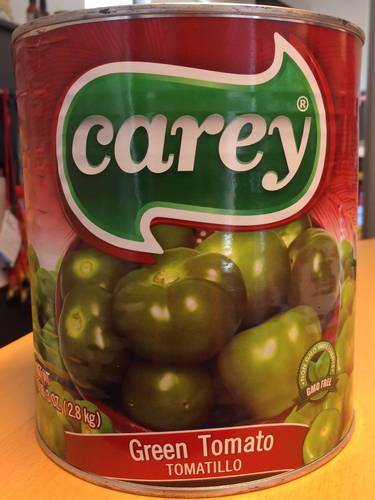 carey®
(2.8 kg)
GMO FREE
Green Tomato
TOMATILLO